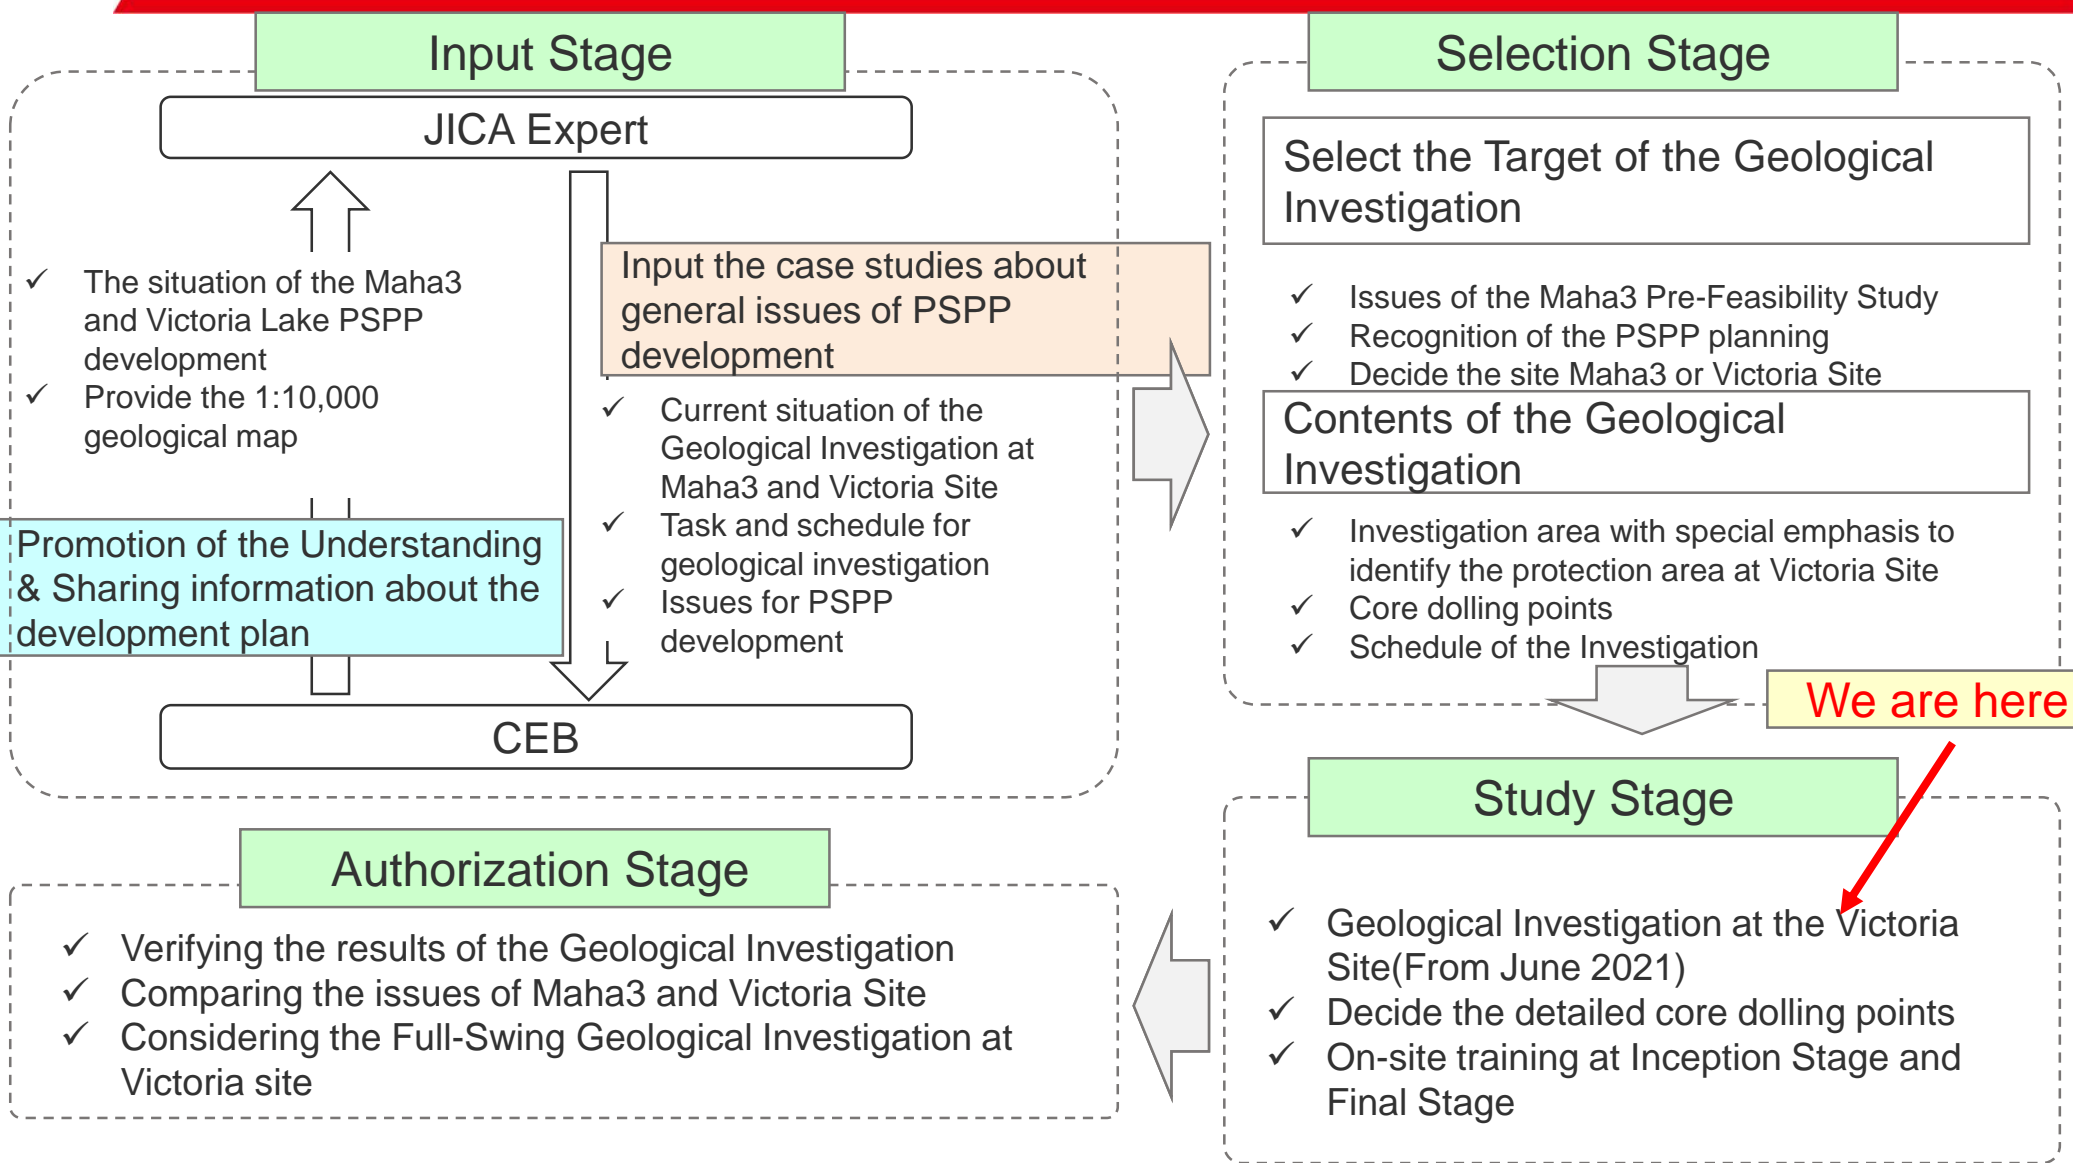 Input Stage
JICA Expert
✓ The situation of the Maha3
and Victoria Lake PSPP
development
✓ Provide the 1:10,000
geological map
Promotion of the Understanding
& Sharing information about the
development plan
Input the case studies about
general issues of PSPP
development
✓ Current situation of the
Geological Investigation at
Maha3 and Victoria Site
✓ Task and schedule for
geological investigation
✓ Issues for PSPP
development
CEB
Selection Stage
Select the Target of the Geological
Investigation
✓ Issues of the Maha3 Pre-Feasibility Study
✓ Recognition of the PSPP planning
✓ Decide the site Maha3 or Victoria Site
Contents of the Geological
Investigation
✓ Investigation area with special emphasis to
identify the protection area at Victoria Site
✓ Core dolling points
✓ Schedule of the Investigation
We are here
Study Stage
✓ Geological Investigation at the Victoria
Site(From June 2021)
✓ Decide the detailed core dolling points
✓ On-site training at Inception Stage and
Final Stage
Authorization Stage
✓ Verifying the results of the Geological Investigation
✓ Comparing the issues of Maha3 and Victoria Site
✓ Considering the Full-Swing Geological Investigation at
Victoria site